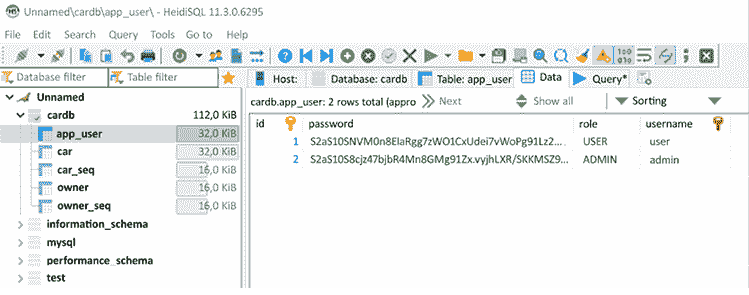 Unnamed\cardb\app_user\ - HeidiSQL 11.3.0.6295
File Edit Search Query Tools Go to Help
Database filter Table filter
Host: Database: cardb Table: app_user Data Query*
Unnamed
cardb 112,0 KiB
app_user 32,0 KiB
car 32,0 KiB
car_seq 16,0 KiB
owner 16,0 KiB
owner_seq 16,0 KiB
information_schema
mysql
performance_schema
test
cardb.app_user: 2 rows total (appro Next Show all Sorting
id password role username
1 S2aS10SNVM0n8ElaRgg7zWO1CxUdei7vWoPg91Lz2... USER user
2 S2aS10S8cjz47bjbR4Mn8GMg91Zx.vyjhLXR/SKKMSZ9... ADMIN admin